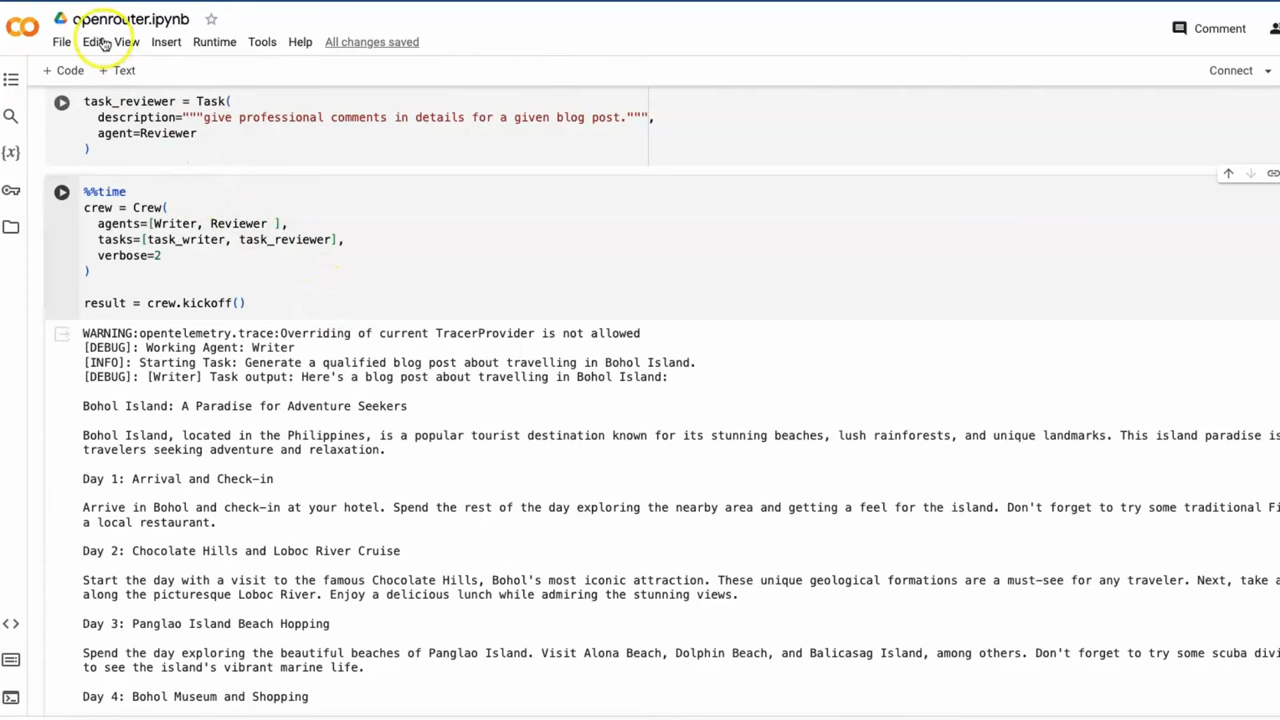 openrouter.ipynb
File Edit View Insert Runtime Tools Help All changes saved
Comment
+ Code + Text
Connect
task_reviewer = Task(
description="""give professional comments in details for a given blog post.""",
agent=Reviewer
)
%%time
crew = Crew(
agents=[Writer, Reviewer ],
tasks=[task_writer, task_reviewer],
verbose=2
)
result = crew.kickoff()
WARNING:opentelemetry.trace:Overriding of current TracerProvider is not allowed
[DEBUG]: Working Agent: Writer
[INFO]: Starting Task: Generate a qualified blog post about travelling in Bohol Island.
[DEBUG]: [Writer] Task output: Here's a blog post about travelling in Bohol Island:
Bohol Island: A Paradise for Adventure Seekers
Bohol Island, located in the Philippines, is a popular tourist destination known for its stunning beaches, lush rainforests, and unique landmarks. This island paradise is
travelers seeking adventure and relaxation.
Day 1: Arrival and Check-in
Arrive in Bohol and check-in at your hotel. Spend the rest of the day exploring the nearby area and getting a feel for the island. Don't forget to try some traditional Fi
a local restaurant.
Day 2: Chocolate Hills and Loboc River Cruise
Start the day with a visit to the famous Chocolate Hills, Bohol's most iconic attraction. These unique geological formations are a must-see for any traveler. Next, take a
along the picturesque Loboc River. Enjoy a delicious lunch while admiring the stunning views.
Day 3: Panglao Island Beach Hopping
Spend the day exploring the beautiful beaches of Panglao Island. Visit Alona Beach, Dolphin Beach, and Balicasag Island, among others. Don't forget to try some scuba divi
to see the island's vibrant marine life.
Day 4: Bohol Museum and Shopping